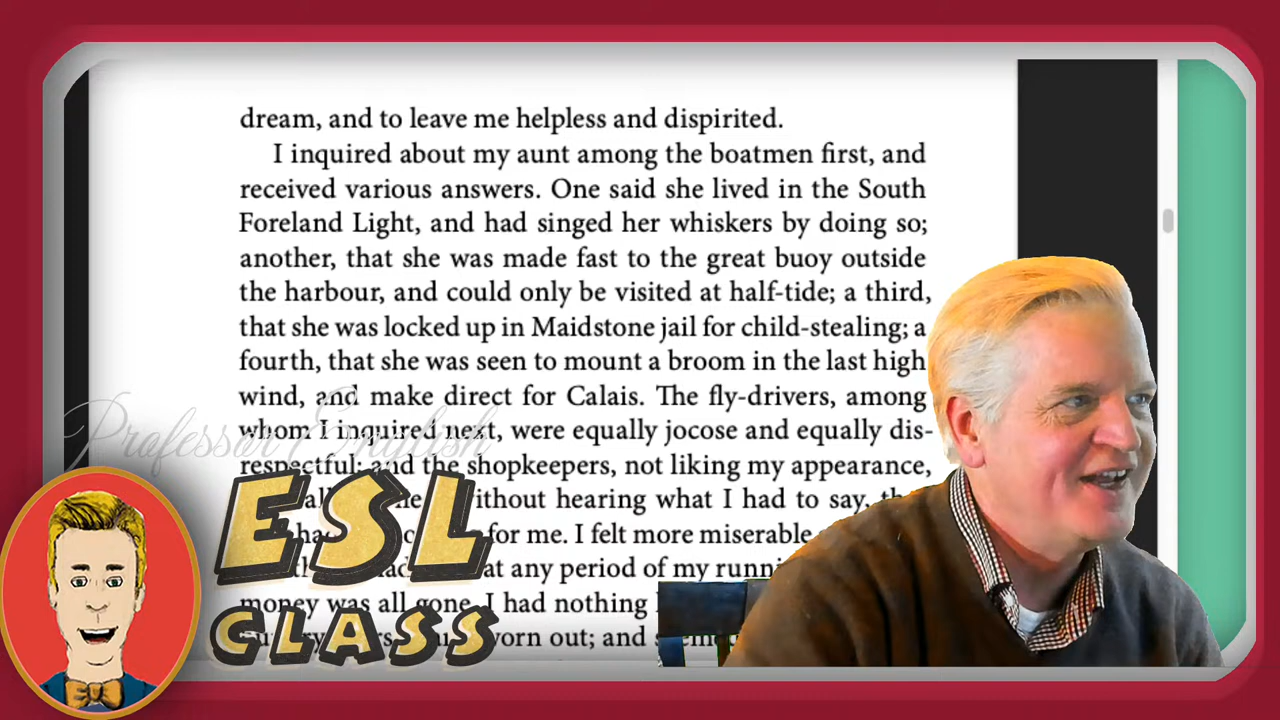 dream, and to leave me helpless and dispirited.
I inquired about my aunt among the boatmen first, and
received various answers. One said she lived in the South
Foreland Light, and had singed her whiskers by doing so;
another, that she was made fast to the great buoy outside
the harbour, and could only be visited at half-tide; a third,
that she was locked up in Maidstone jail for child-stealing; a
fourth, that she was seen to mount a broom in the last high
wind, and make direct for Calais. The fly-drivers, among
whom I inquired next, were equally jocose and equally dis-
respectful; and the shopkeepers, not liking my appearance,
without hearing what I had to say,
for me. I felt more miserable
at any period of my
money was all gone, I had nothing
worn out; and
Professor English
ESL
CLASS